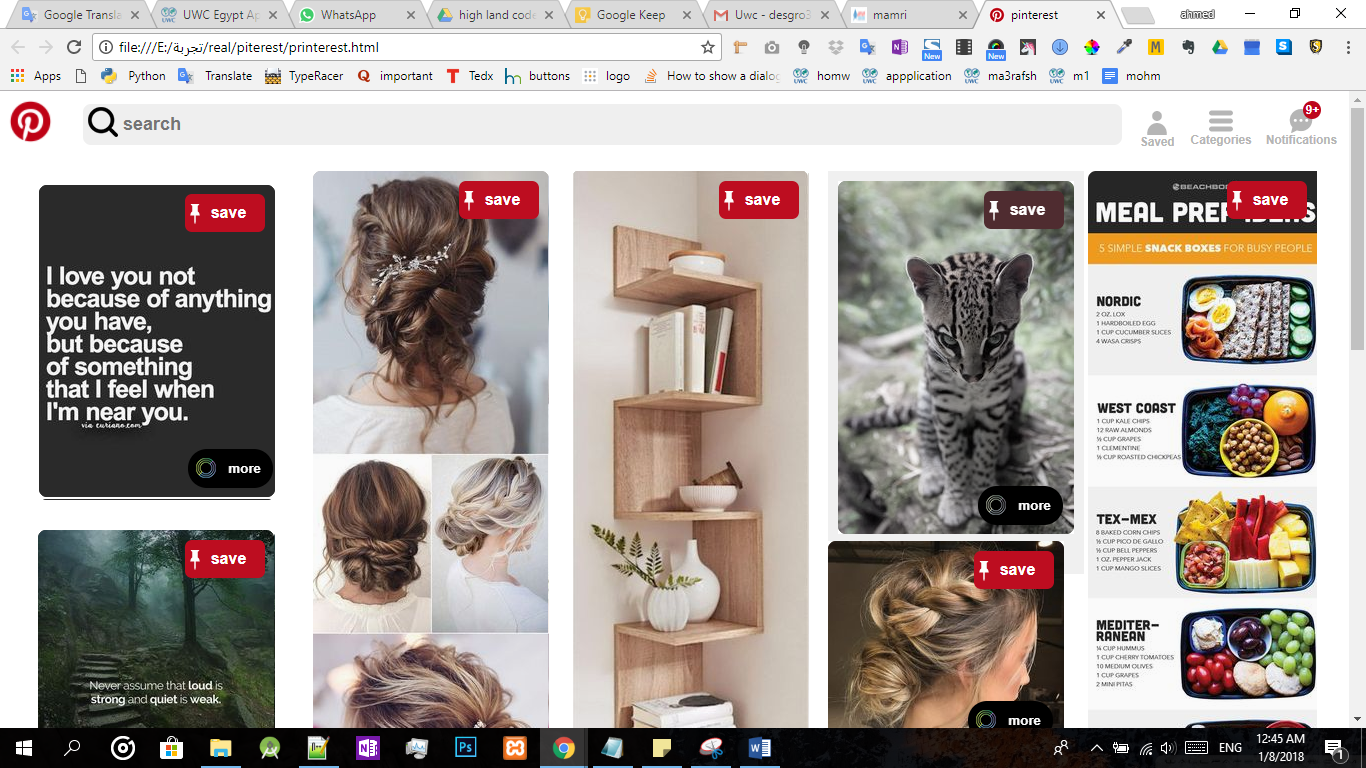 Google Transla
UWC Egypt Ap
WhatsApp
high land code
Google Keep
Uwc - desgro3
mamri
pinterest
ahmed
file:///E:/تجربة/real/piterest/printerest.html
New
New
Apps
Python
Translate
TypeRacer
important
Tedx
buttons
logo
How to show a dialo
homw
appplication
ma3rafsh
m1
mohm
search
Saved
Categories
9+
Notifications
save
I love you not
because of anything
you have,
but because
of something
that I feel when
I'm near you.
via curiano.com
more
save
Never assume that loud is
strong and quiet is weak.
save
save
save
more
save
more
BEACHBO
save
MEAL PREP IDEAS
5 SIMPLE SNACK BOXES FOR BUSY PEOPLE
NORDIC
2 OZ. LOX
1 HARDBOILED EGG
1 CUP CUCUMBER SLICES
4 WASA CRISPS
WEST COAST
1 CUP KALE CHIPS
12 RAW ALMONDS
½ CUP GRAPES
1 CLEMENTINE
½ CUP ROASTED CHICKPEAS
TEX-MEX
8 BAKED CORN CHIPS
½ CUP PICO DE GALLO
½ CUP BELL PEPPERS
1 OZ. PEPPER JACK
1 CUP MANGO SLICES
MEDITER-
RANEAN
¼ CUP HUMMUS
1 CUP CHERRY TOMATOES
10 MEDIUM OLIVES
1 CUP GRAPES
2 MINI PITAS
ENG
12:45 AM
1/8/2018
1